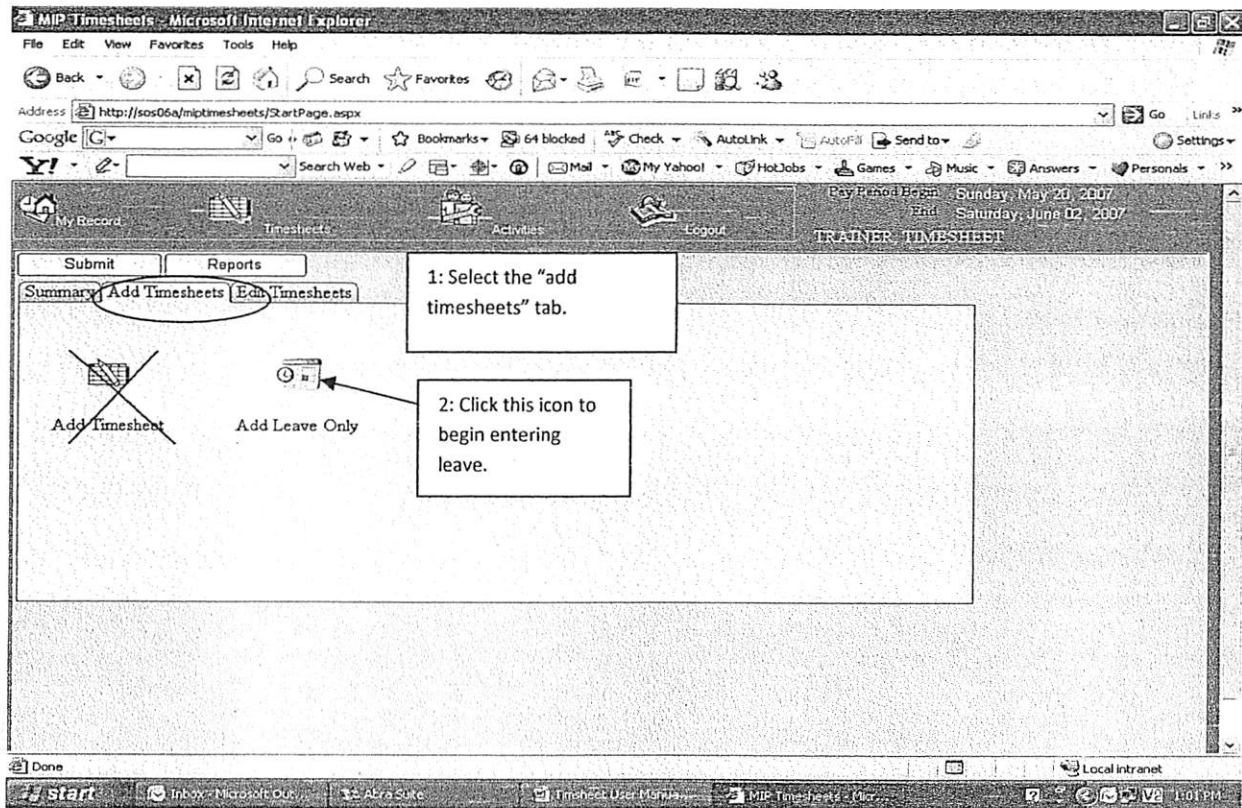 MIP Timesheets - Microsoft Internet Explorer
File Edit View Favorites Tools Help
Back Search Favorites
Address http://sos06a/miptimesheets/StartPage.aspx Go Links »
Google G Go Bookmarks 64 blocked Check AutoLink AutoFill Send to Settings
Y! Search Web Mail My Yahoo! HotJobs Games Music Answers Personals »
My Record Timesheets Activities Logout
Pay Period Begin Sunday, May 20, 2007
End Saturday, June 02, 2007
TRAINER, TIMESHEET
Submit Reports
Summary Add Timesheets Edit Timesheets
1: Select the “add
timesheets” tab.
Add Timesheet Add Leave Only
2: Click this icon to
begin entering
leave.
Done Local intranet
start Inbox - Microsoft Out... Abra Suite Timsheet User Manua... MIP Timesheets - Micr... 1:01 PM